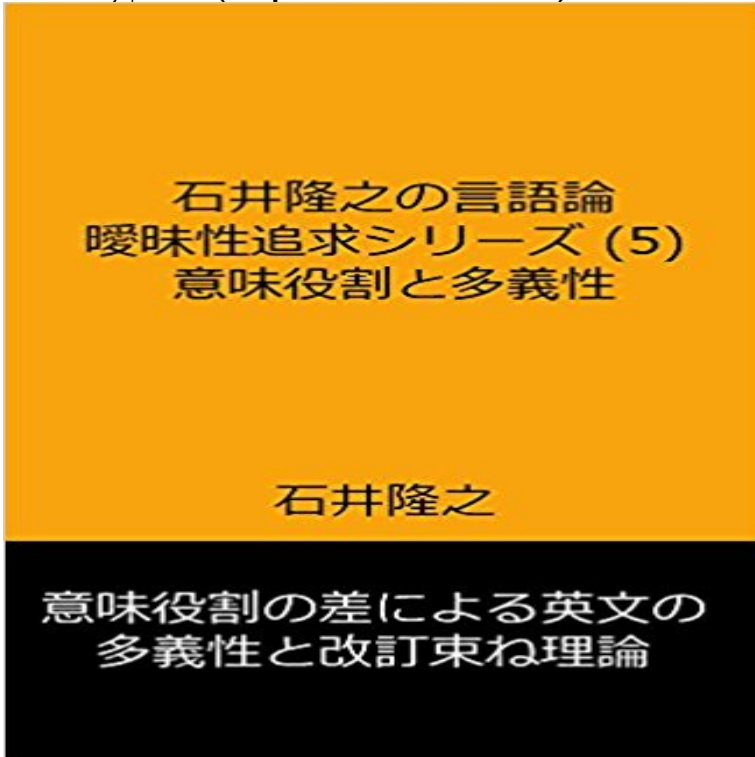 石井隆之の言語論
曖昧性追求シリーズ (5)
意味役割と多義性
石井隆之
意味役割の差による英文の
多義性と改訂束ね理論